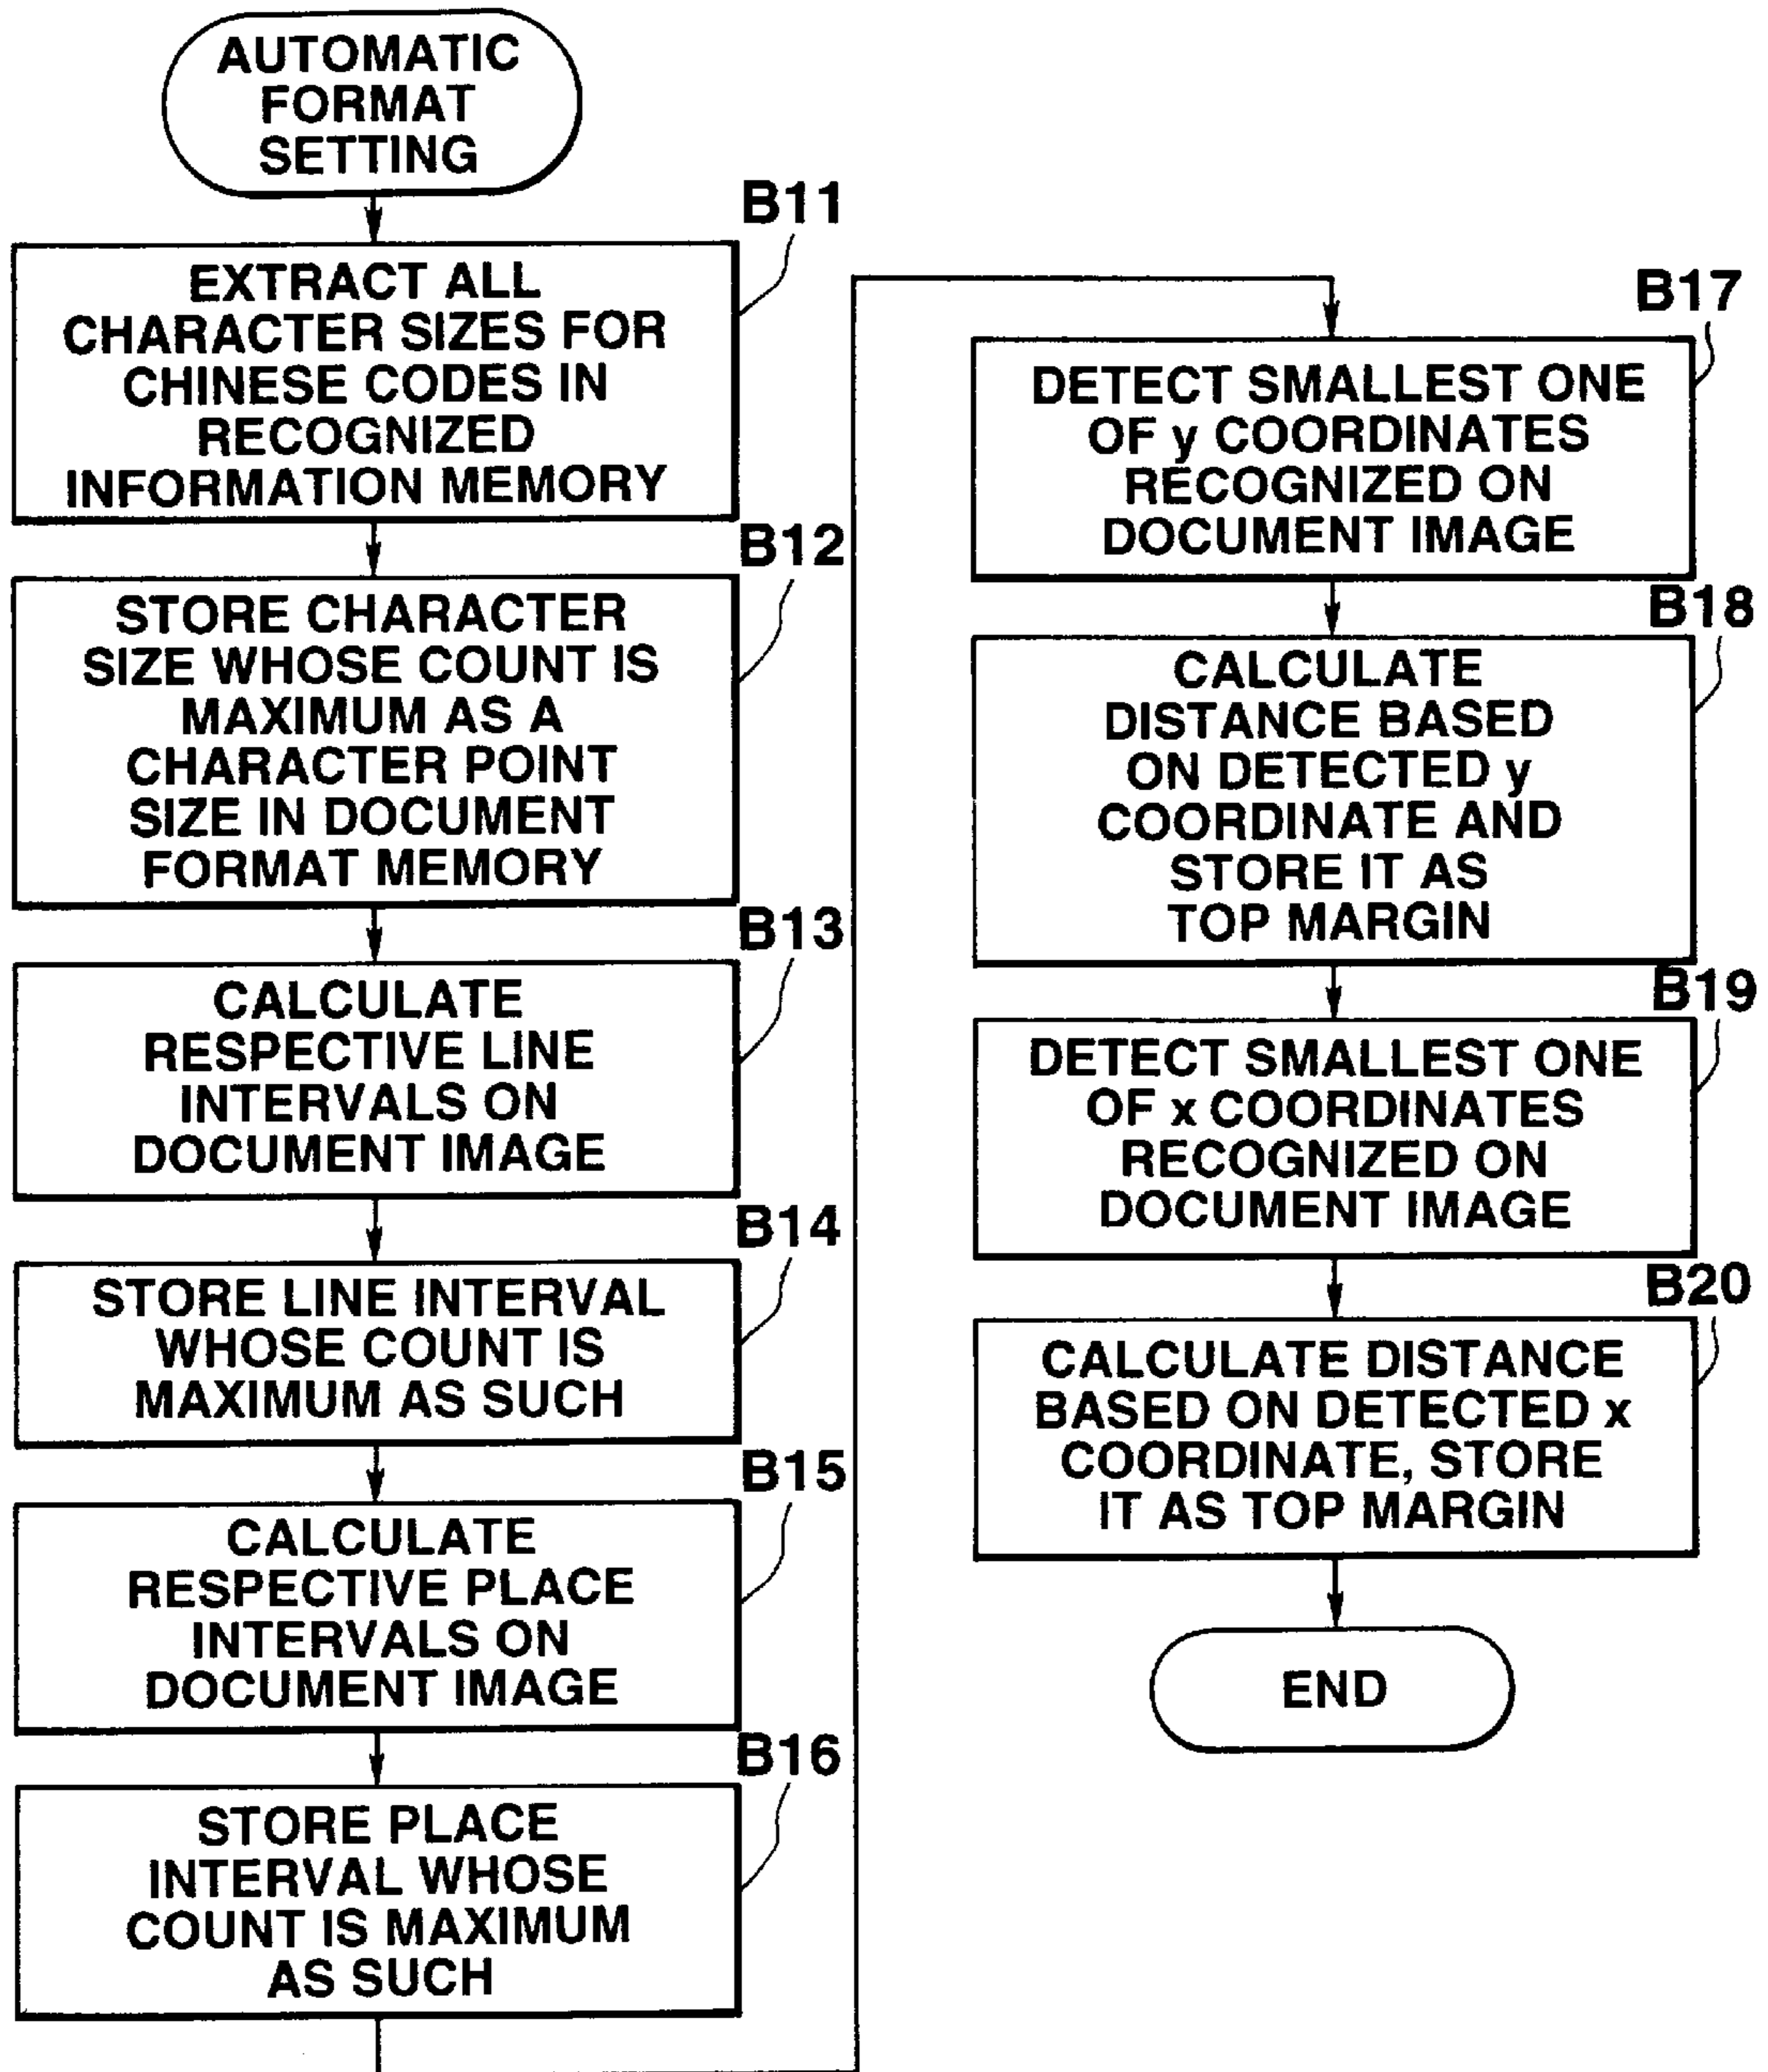 AUTOMATIC
FORMAT
SETTING
B11
EXTRACT ALL
CHARACTER SIZES FOR
CHINESE CODES IN
RECOGNIZED
INFORMATION MEMORY
B12
STORE CHARACTER
SIZE WHOSE COUNT IS
MAXIMUM AS A
CHARACTER POINT
SIZE IN DOCUMENT
FORMAT MEMORY
B13
CALCULATE
RESPECTIVE LINE
INTERVALS ON
DOCUMENT IMAGE
B14
STORE LINE INTERVAL
WHOSE COUNT IS
MAXIMUM AS SUCH
B15
CALCULATE
RESPECTIVE PLACE
INTERVALS ON
DOCUMENT IMAGE
B16
STORE PLACE
INTERVAL WHOSE
COUNT IS MAXIMUM
AS SUCH
B17
DETECT SMALLEST ONE
OF y COORDINATES
RECOGNIZED ON
DOCUMENT IMAGE
B18
CALCULATE
DISTANCE BASED
ON DETECTED y
COORDINATE AND
STORE IT AS
TOP MARGIN
B19
DETECT SMALLEST ONE
OF x COORDINATES
RECOGNIZED ON
DOCUMENT IMAGE
B20
CALCULATE DISTANCE
BASED ON DETECTED x
COORDINATE, STORE
IT AS TOP MARGIN
END